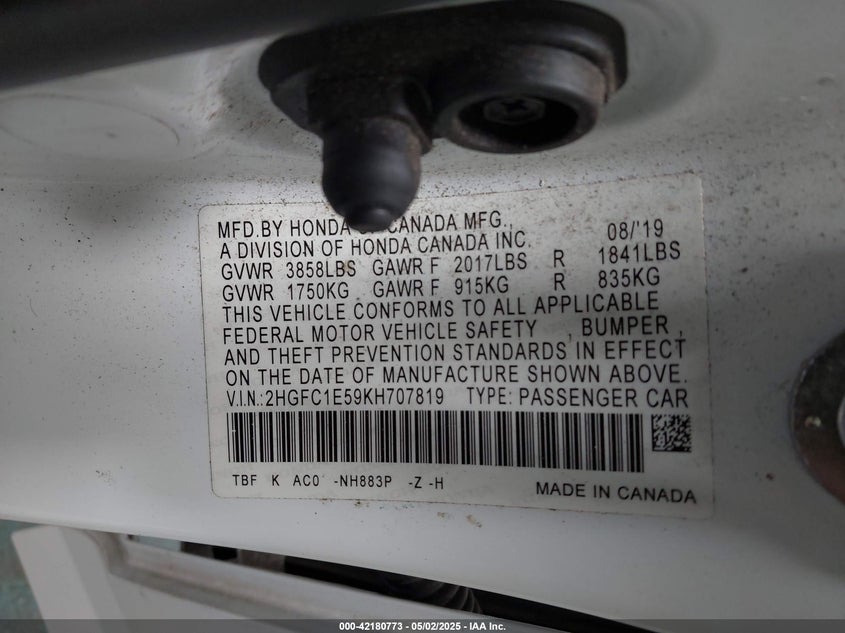 MFD.BY HONDA CANADA MFG., 08/'19
A DIVISION OF HONDA CANADA INC.
GVWR 3858LBS GAWR F 2017LBS R 1841LBS
GVWR 1750KG GAWR F 915KG R 835KG
THIS VEHICLE CONFORMS TO ALL APPLICABLE
FEDERAL MOTOR VEHICLE SAFETY , BUMPER ,
AND THEFT PREVENTION STANDARDS IN EFFECT
ON THE DATE OF MANUFACTURE SHOWN ABOVE.
V.I.N.:2HGFC1E59KH707819 TYPE: PASSENGER CAR
TBF K AC0 -NH883P -Z -H
MADE IN CANADA
000-42180773 - 05/02/2025 - IAA Inc.